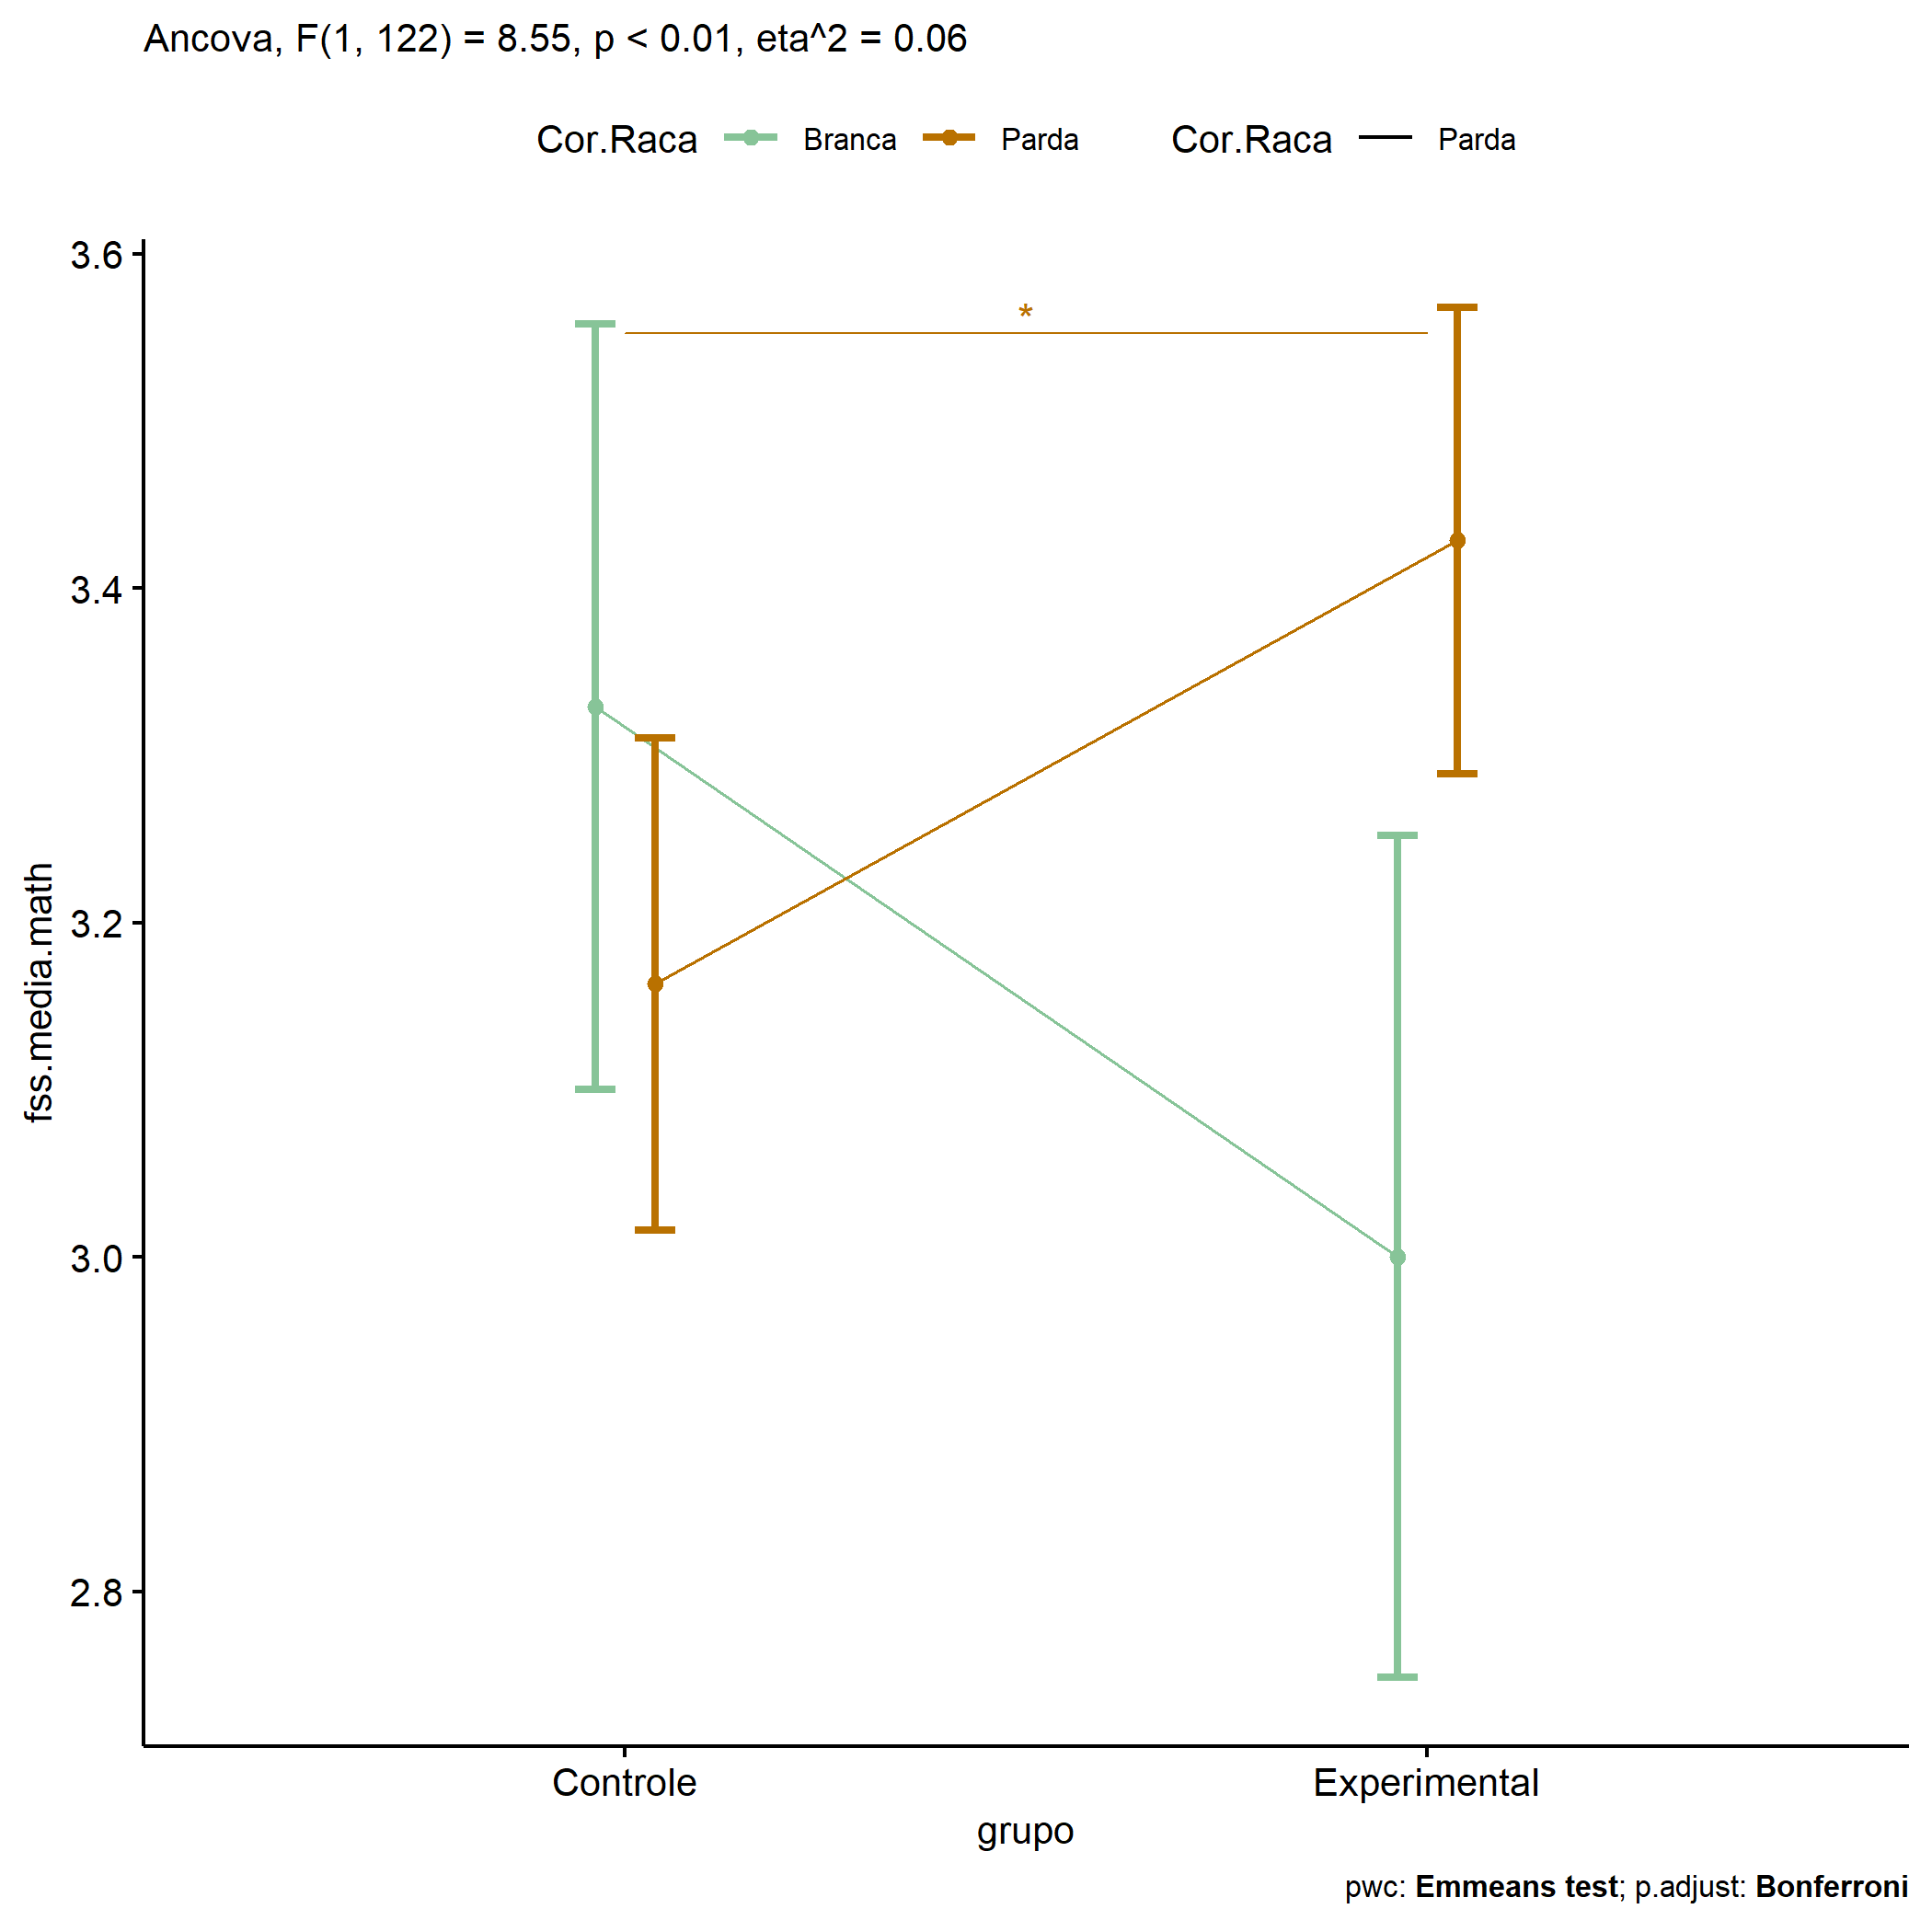 Ancova, F(1, 122) = 8.55, p < 0.01, eta^2 = 0.06
Cor.Raca Branca Parda Cor.Raca Parda
3.6
*
3.4
3.2
3.0
2.8
fss.media.math
Controle Experimental
grupo
pwc: Emmeans test; p.adjust: Bonferroni